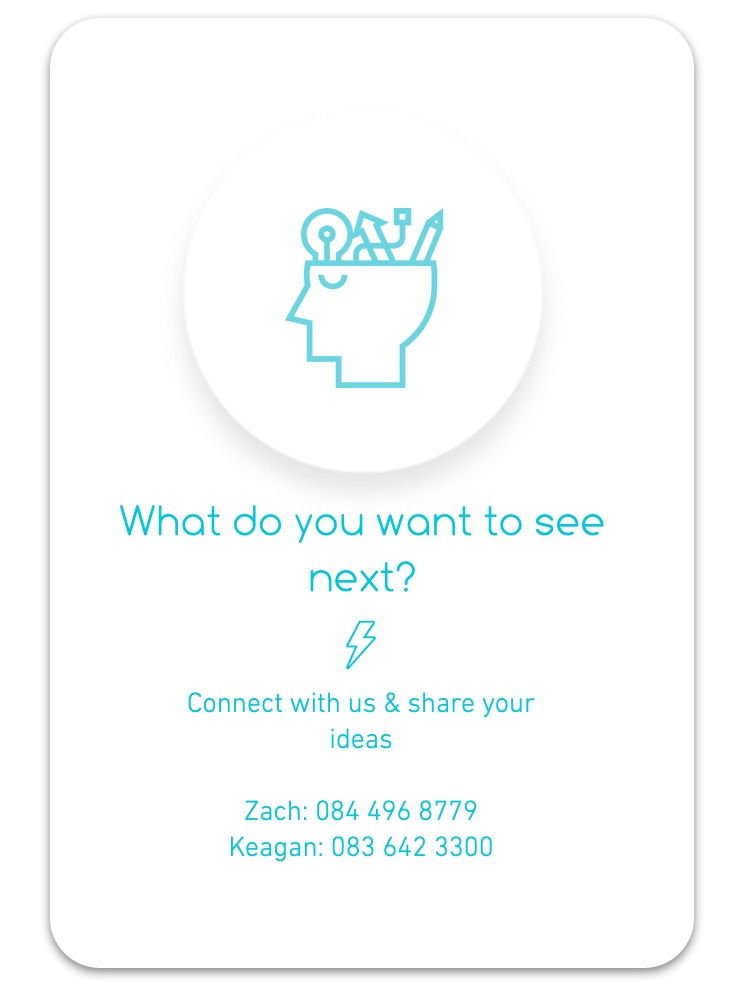 What do you want to see
next?
Connect with us & share your
ideas
Zach: 084 496 8779
Keagan: 083 642 3300